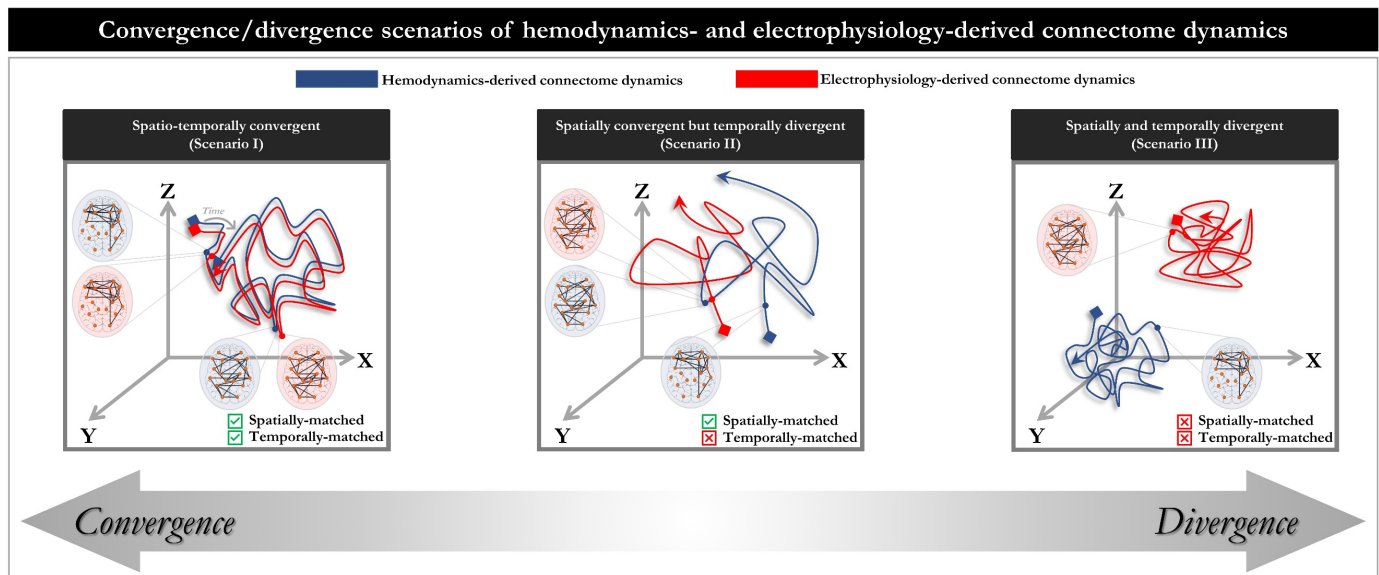 Convergence/divergence scenarios of hemodynamics- and electrophysiology-derived connectome dynamics
Hemodynamics-derived connectome dynamics
Electrophysiology-derived connectome dynamics
Spatio-temporally convergent
(Scenario I)
Z
Time
X
Y
Spatially-matched
Temporally-matched
Spatially convergent but temporally divergent
(Scenario II)
Z
X
Y
Spatially-matched
Temporally-matched
Spatially and temporally divergent
(Scenario III)
Z
X
Y
Spatially-matched
Temporally-matched
Convergence
Divergence